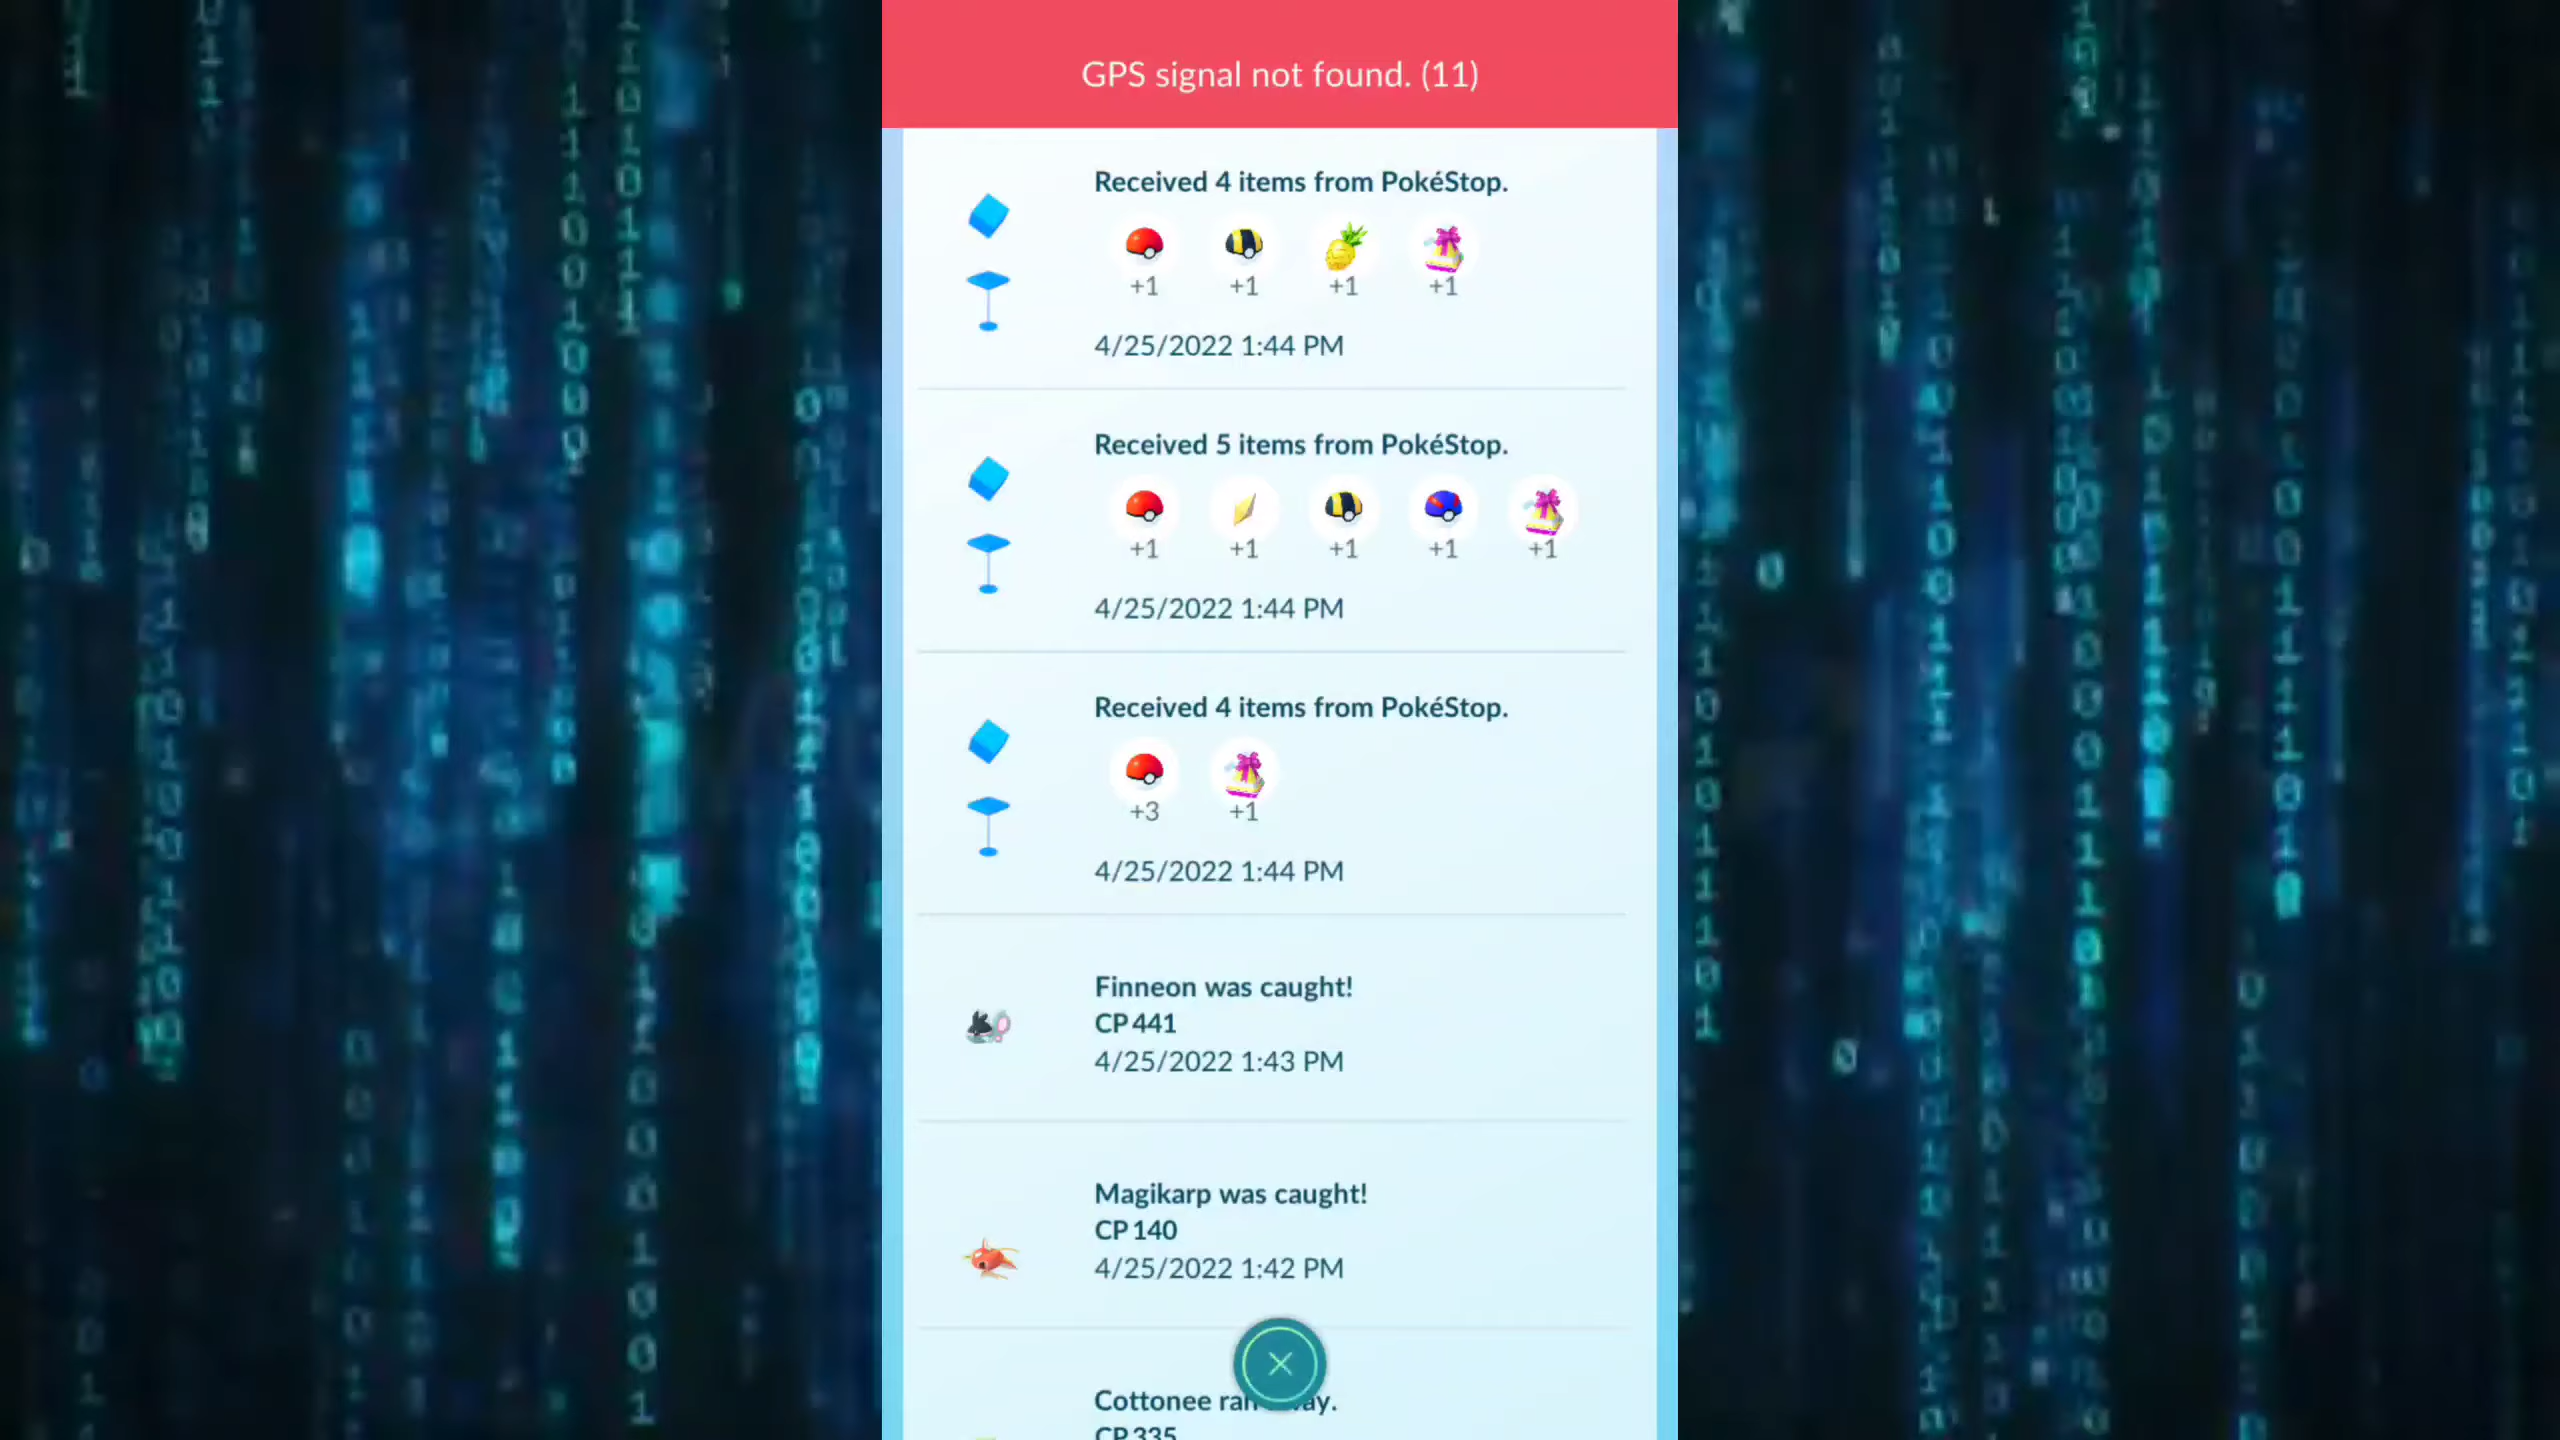 GPS signal not found. (11)
Received 4 items from PokéStop.
+1 +1 +1 +1
4/25/2022 1:44 PM
Received 5 items from PokéStop.
+1 +1 +1 +1 +1
4/25/2022 1:44 PM
Received 4 items from PokéStop.
+3 +1
4/25/2022 1:44 PM
Finneon was caught!
CP 441
4/25/2022 1:43 PM
Magikarp was caught!
CP 140
4/25/2022 1:42 PM
Cottonee ran
CP 335